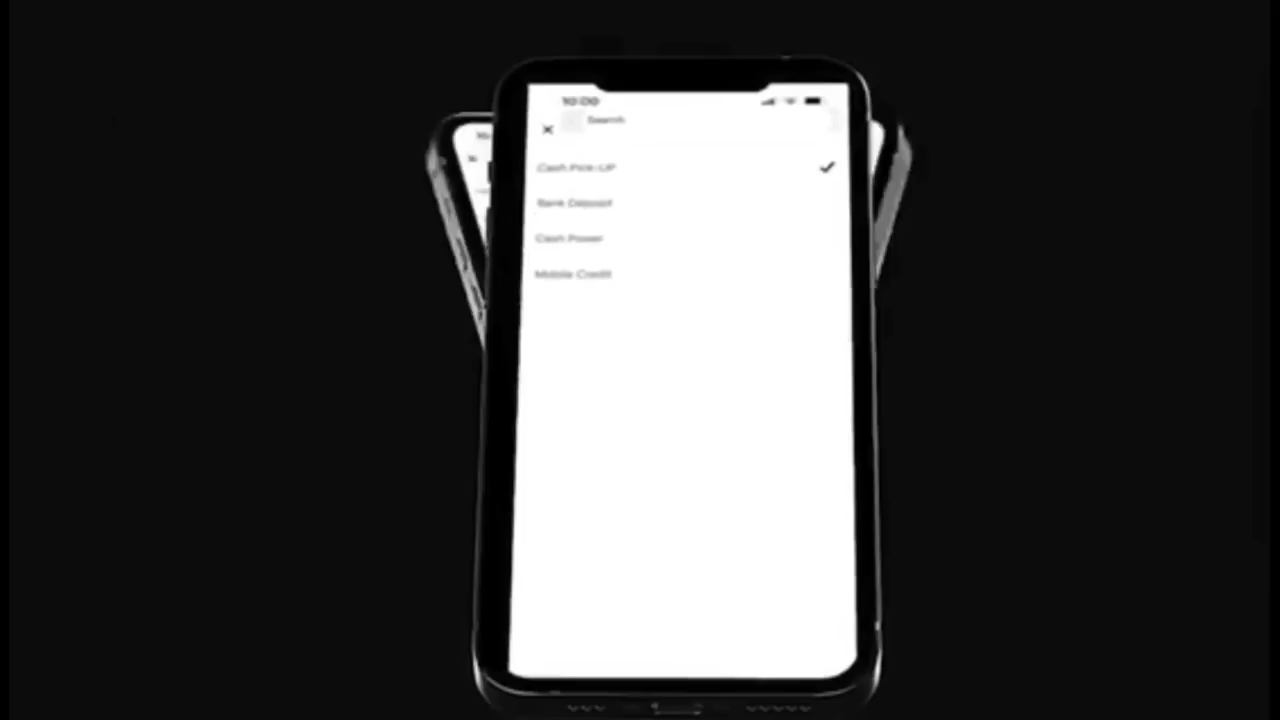 10:00
Search
Cash Pick-UP
Bank Deposit
Cash Power
Mobile Credit